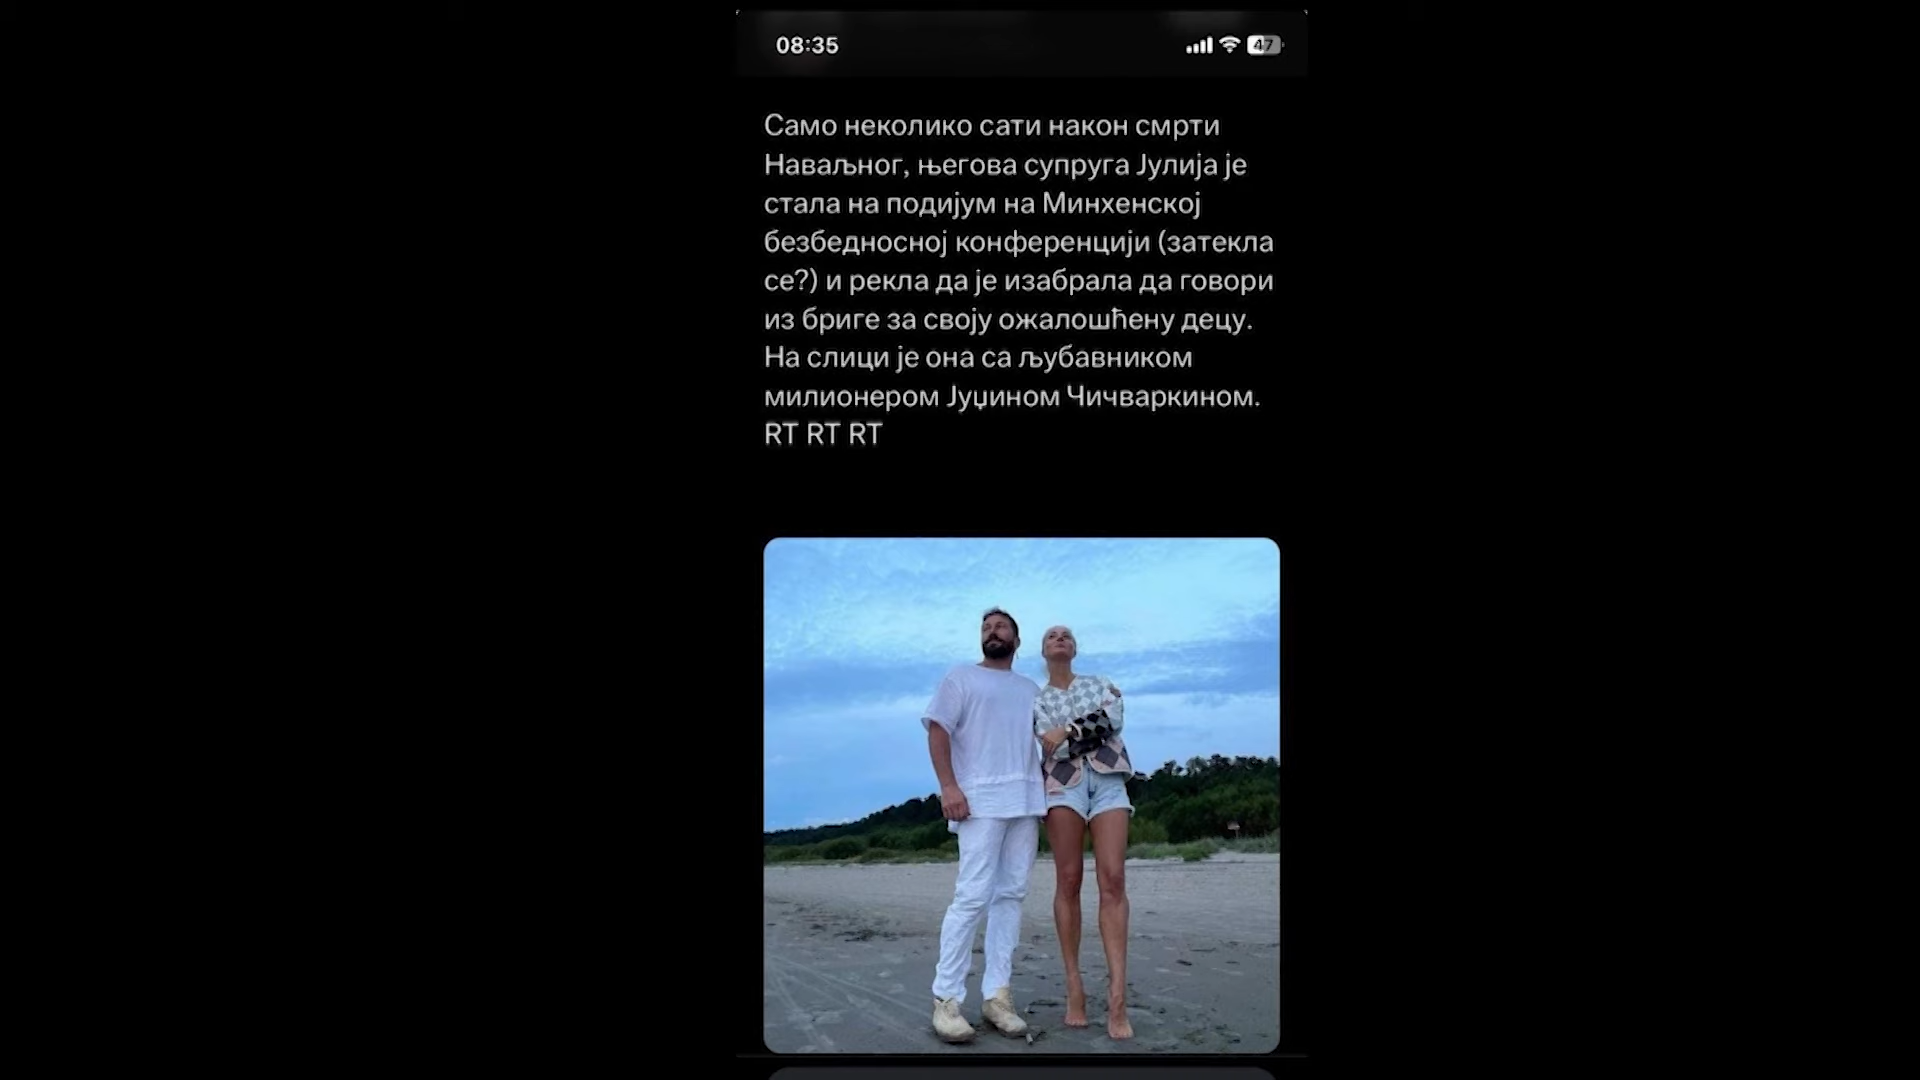 08:35
47
Само неколико сати након смрти
Наваљног, његова супруга Јулија је
стала на подијум на Минхенској
безбедносној конференцији (затекла
се?) и рекла да је изабрала да говори
из бриге за своју ожалошћену децу.
На слици је она са љубавником
милионером Јуџином Чичваркином.
RT RT RT